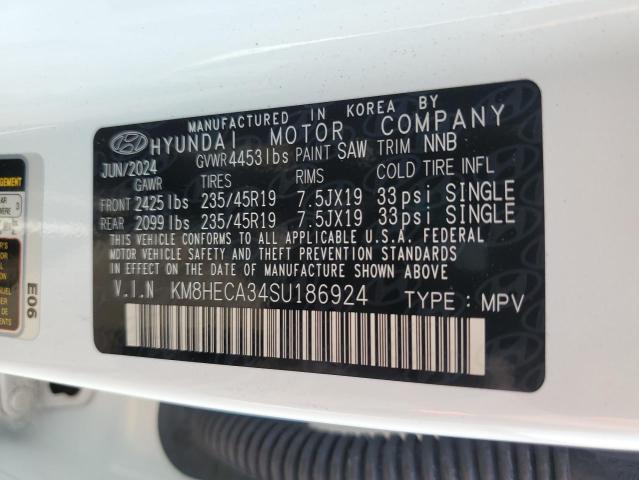 MANUFACTURED IN KOREA BY
HYUNDAI MOTOR COMPANY
JUN/2024 GVWR 4453 lbs PAINT SAW TRIM NNB
GAWR TIRES RIMS COLD TIRE INFL
FRONT 2425 lbs 235/45R19 7.5JX19 33 psi SINGLE
REAR 2099 lbs 235/45R19 7.5JX19 33 psi SINGLE
THIS VEHICLE CONFORMS TO ALL APPLICABLE U.S.A. FEDERAL
MOTOR VEHICLE SAFETY, THEFT PREVENTION STANDARDS
IN EFFECT ON THE DATE OF MANUFACTURE SHOWN ABOVE.
V.I.N KM8HECA34SU186924 TYPE: MPV
E06